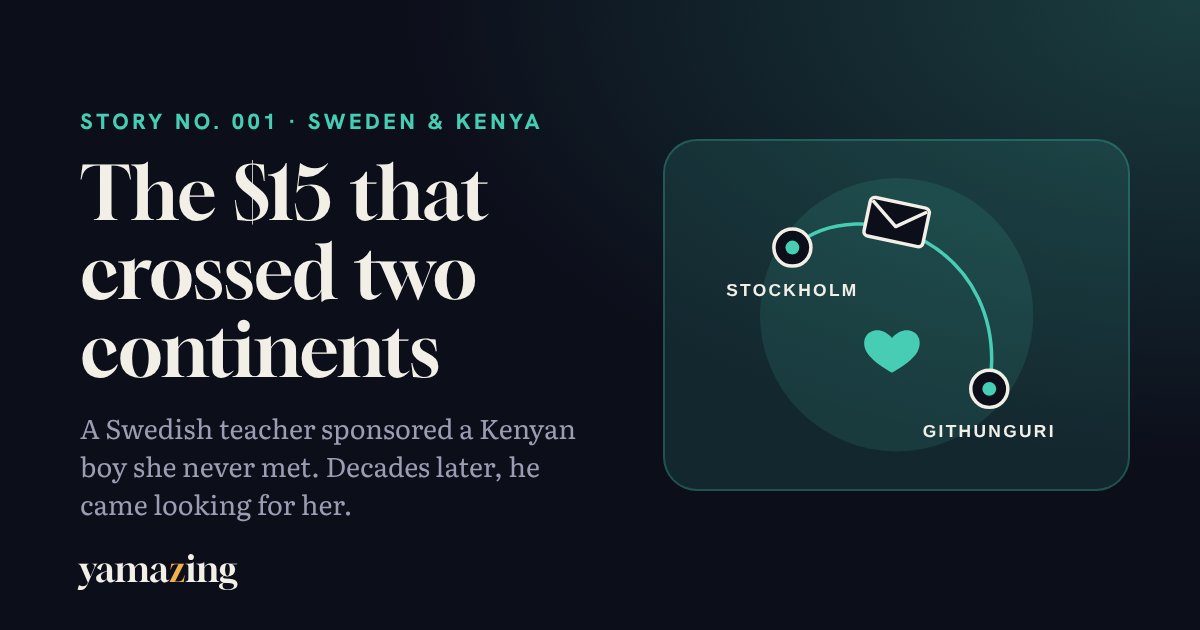 STORY NO. 001 · SWEDEN & KENYA
The $15 that
crossed two
continents
A Swedish teacher sponsored a Kenyan
boy she never met. Decades later, he
came looking for her.
yamazing
STOCKHOLM
GITHUNGURI